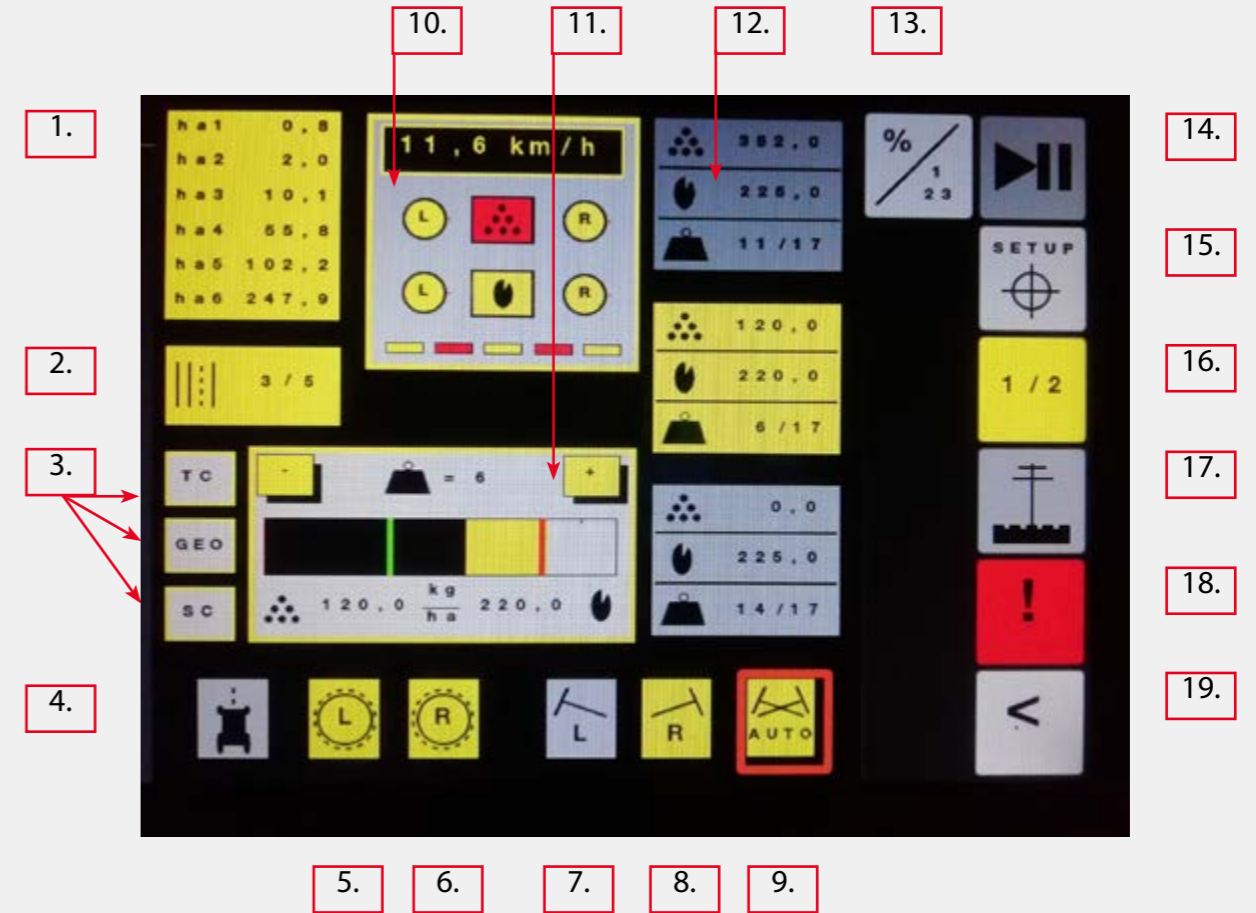 10. 11. 12. 13.
1.
ha1 0,8
ha2 2,0
ha3 10,1
ha4 55,8
ha5 102,2
ha6 247,9
2.
3/5
3.
TC
GEO
SC
4.
11,6 km/h
L R
L R
- = 6 +
120,0 kg/ha 220,0
L R L R AUTO
352,0
225,0
11/17
120,0
220,0
6/17
0,0
225,0
14/17
% / 1 23
14.
SETUP
15.
1/2
16.
17.
!
18.
<
19.
5. 6. 7. 8. 9.